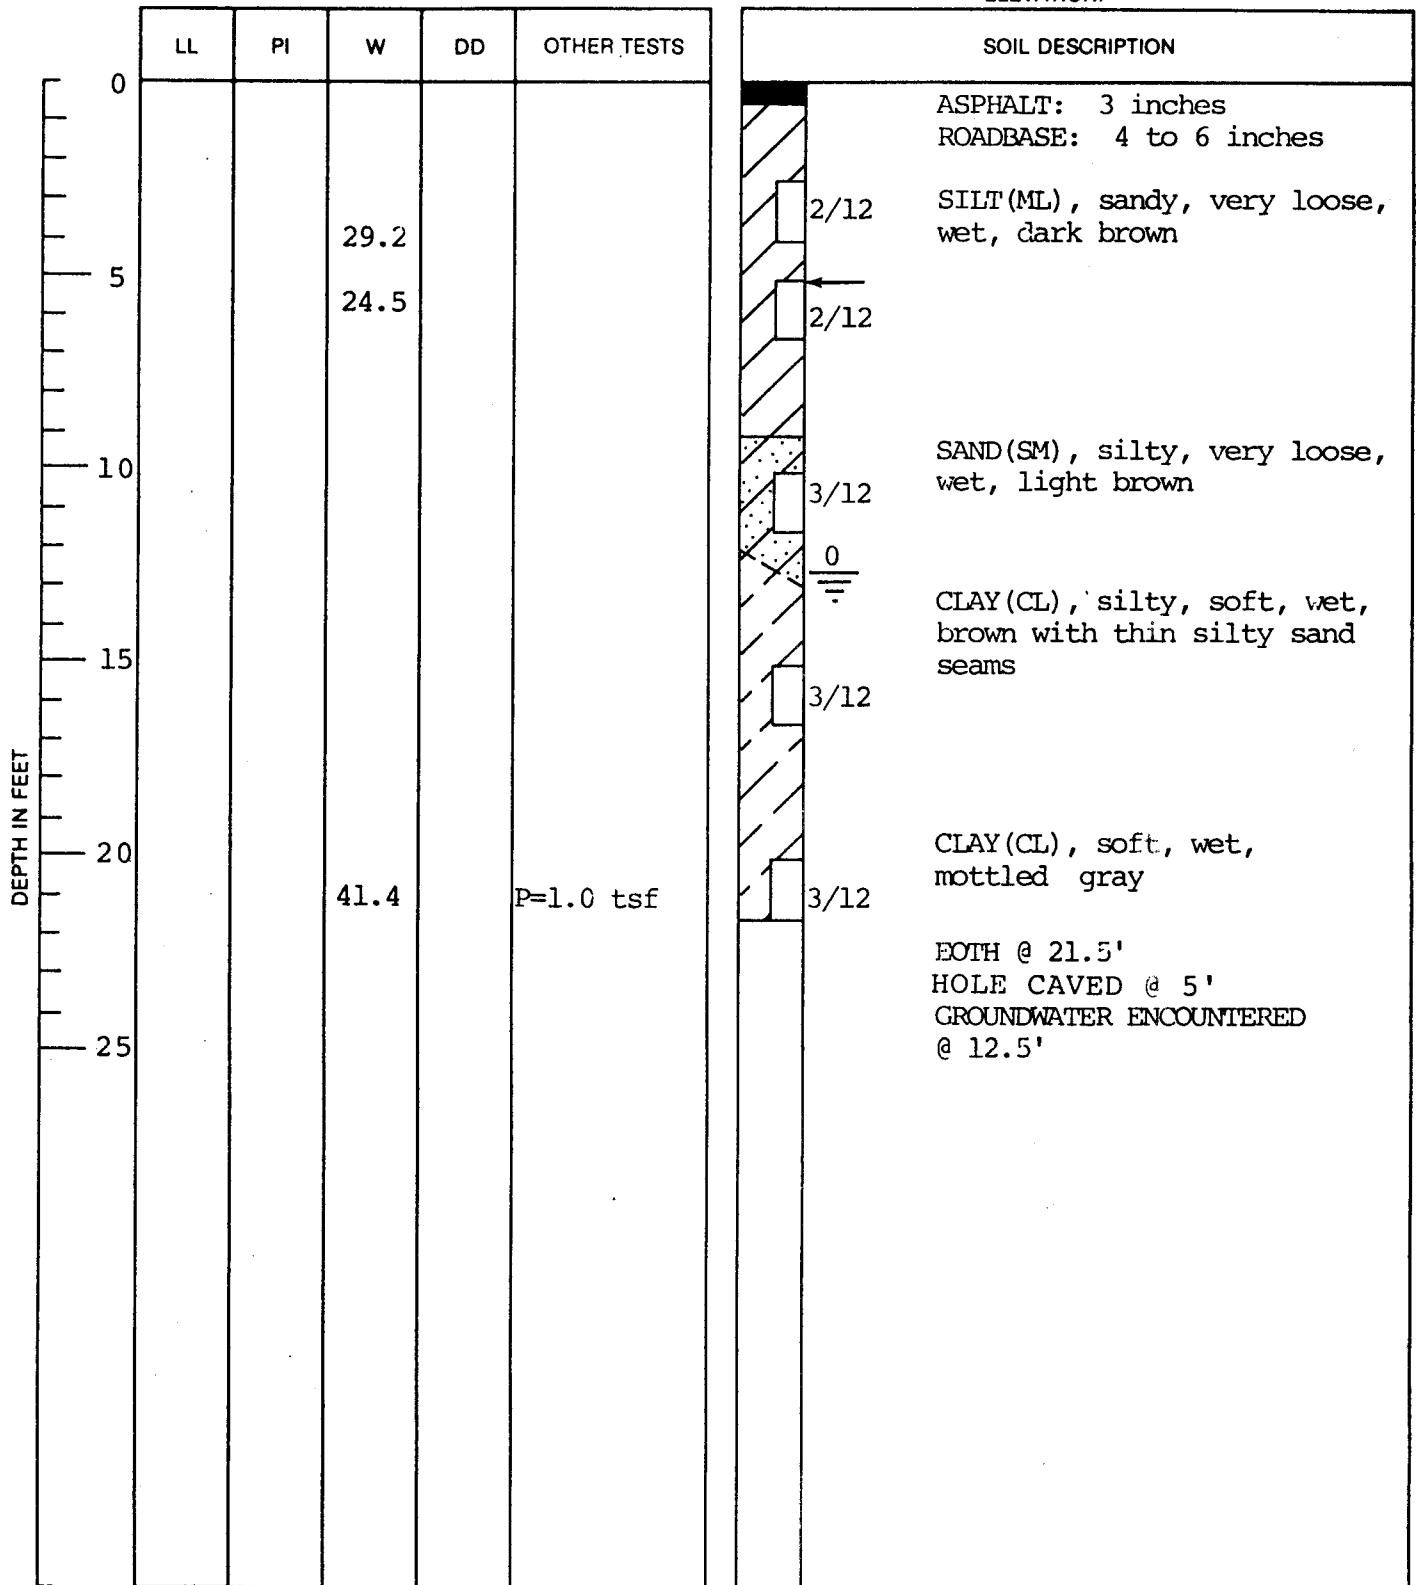 LL PI W DD OTHER TESTS SOIL DESCRIPTION
0
ASPHALT: 3 inches
ROADBASE: 4 to 6 inches
2/12
SILT(ML), sandy, very loose,
wet, dark brown
29.2
5
24.5
2/12
10
SAND(SM), silty, very loose,
wet, light brown
3/12
0
CLAY(CL), silty, soft, wet,
brown with thin silty sand
seams
15
3/12
DEPTH IN FEET
20
CLAY(CL), soft, wet,
mottled gray
41.4
P=1.0 tsf
3/12
EOTH @ 21.5'
HOLE CAVED @ 5'
GROUNDWATER ENCOUNTERED
@ 12.5'
25